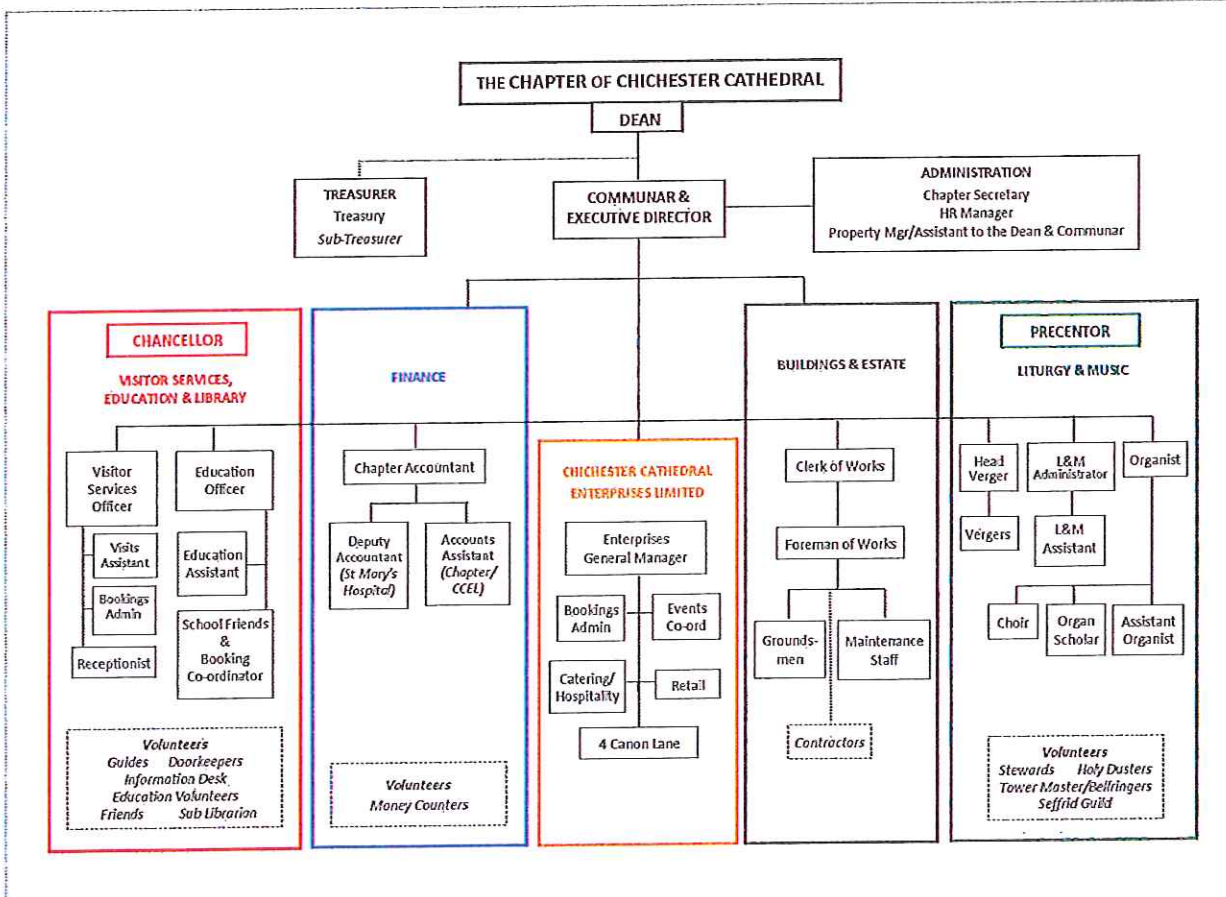 THE CHAPTER OF CHICHESTER CATHEDRAL
DEAN
TREASURER
Treasury
Sub-Treasurer
COMMUNAR &
EXECUTIVE DIRECTOR
ADMINISTRATION
Chapter Secretary
HR Manager
Property Mgr/Assistant to the Dean & Communar
CHANCELLOR
VISITOR SERVICES,
EDUCATION & LIBRARY
Visitor
Services
Officer
Visits
Assistant
Bookings
Admin
Receptionist
Education
Officer
Education
Assistant
School Friends
&
Booking
Co-ordinator
Volunteers
Guides Doorkeepers
Information Desk
Education Volunteers
Friends Sub Librarian
FINANCE
Chapter Accountant
Deputy
Accountant
(St Mary's
Hospital)
Accounts
Assistant
(Chapter/
CCEL)
Volunteers
Money Counters
CHICHESTER CATHEDRAL
ENTERPRISES LIMITED
Enterprises
General Manager
Bookings
Admin
Events
Co-ord
Catering/
Hospitality
Retail
4 Canon Lane
BUILDINGS & ESTATE
Clerk of Works
Foreman of Works
Grounds-
men
Maintenance
Staff
Contractors
PRECENTOR
LITURGY & MUSIC
Head
Verger
Vergers
L&M
Administrator
L&M
Assistant
Organist
Choir
Organ
Scholar
Assistant
Organist
Volunteers
Stewards Holy Dusters
Tower Master/Bellringers
Seffrid Guild